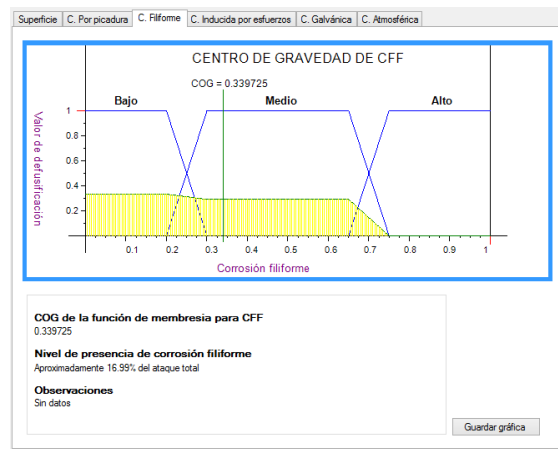 Superficie C. Por picadura C. Filiforme C. Inducida por esfuerzos C. Galvánica C. Atmosférica
CENTRO DE GRAVEDAD DE CFF
COG = 0.339725
Bajo Medio Alto
Valor de defusificación
1
0.8
0.6
0.4
0.2
0.1 0.2 0.3 0.4 0.5 0.6 0.7 0.8 0.9 1
Corrosión filiforme
COG de la función de membresia para CFF
0.339725
Nivel de presencia de corrosión filiforme
Aproximadamente 16.99% del ataque total
Observaciones
Sin datos
Guardar gráfica